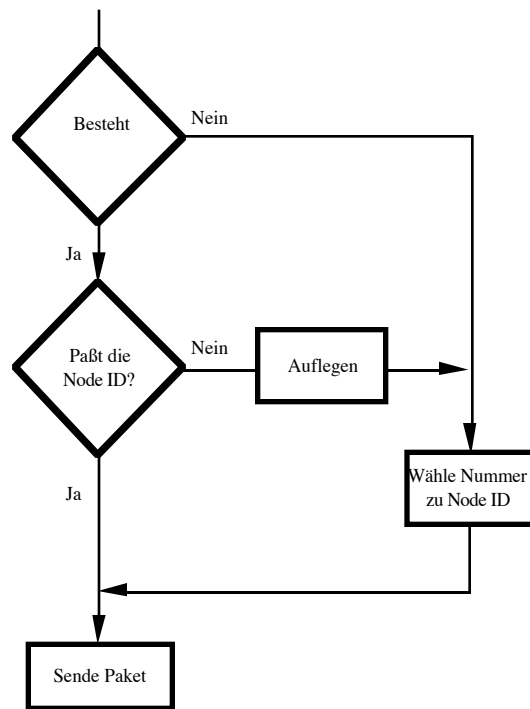 Besteht
Nein
Ja
Paßt die
Node ID?
Nein
Auflegen
Wähle Nummer
zu Node ID
Ja
Sende Paket